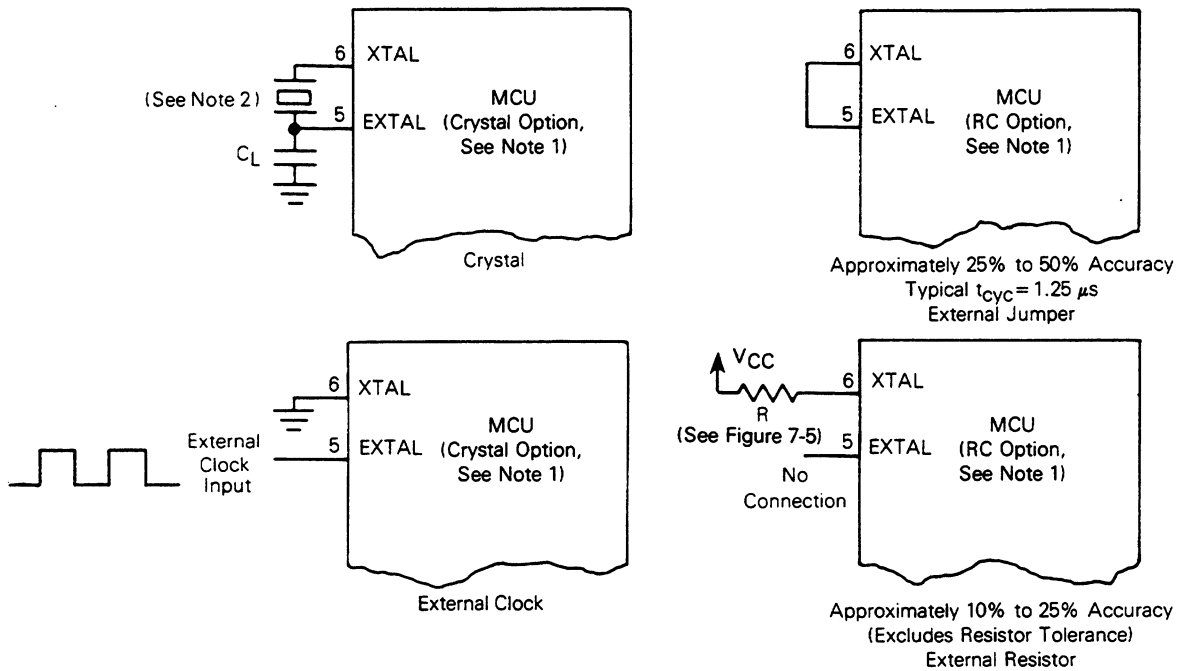 6 XTAL
(See Note 2)
5 EXTAL
CL
MCU
(Crystal Option,
See Note 1)
Crystal
6 XTAL
5 EXTAL
MCU
(RC Option,
See Note 1)
Approximately 25% to 50% Accuracy
Typical tcyc = 1.25 μs
External Jumper
6 XTAL
External
Clock
Input
5 EXTAL
MCU
(Crystal Option,
See Note 1)
External Clock
VCC
R
(See Figure 7-5)
6 XTAL
5 EXTAL
No
Connection
MCU
(RC Option,
See Note 1)
Approximately 10% to 25% Accuracy
(Excludes Resistor Tolerance)
External Resistor